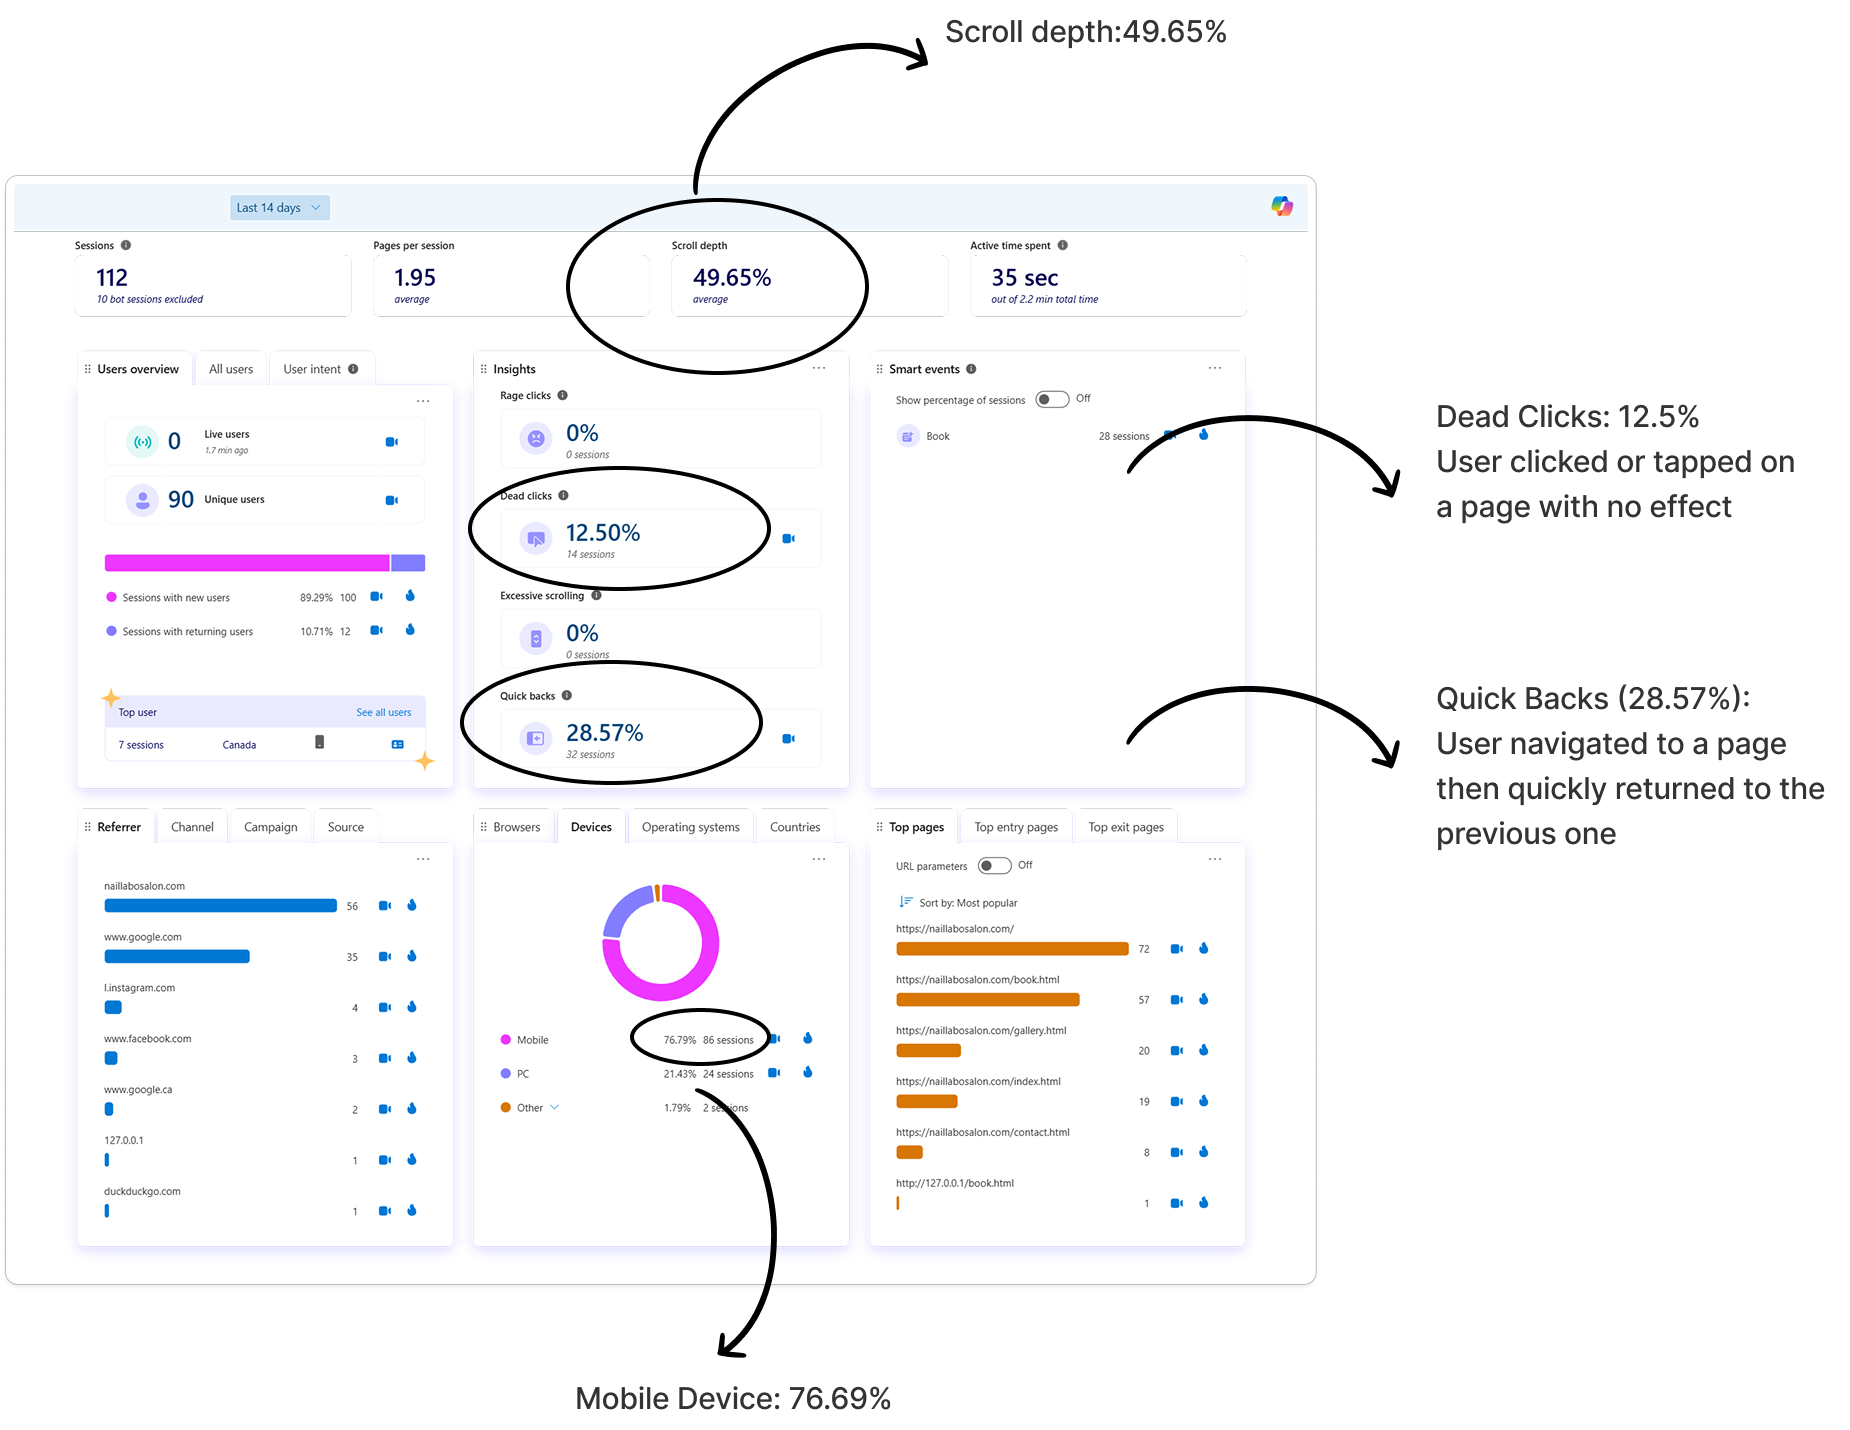 Scroll depth:49.65%
Last 14 days
Sessions
112
10 bot sessions excluded
Pages per session
1.95
average
Scroll depth
49.65%
average
Active time spent
35 sec
out of 2.2 min total time
Users overview
All users
User intent
0
Live users
1.7 min ago
90
Unique users
Sessions with new users 89.29% 100
Sessions with returning users 10.71% 12
Top user
See all users
7 sessions Canada
Insights
Rage clicks
0%
0 sessions
Dead clicks
12.50%
14 sessions
Excessive scrolling
0%
0 sessions
Quick backs
28.57%
32 sessions
Smart events
Show percentage of sessions Off
Book 28 sessions
Dead Clicks: 12.5%
User clicked or tapped on
a page with no effect
Quick Backs (28.57%):
User navigated to a page
then quickly returned to the
previous one
Referrer
Channel
Campaign
Source
naillabosalon.com
56
www.google.com
35
l.instagram.com
4
www.facebook.com
3
www.google.ca
2
127.0.0.1
1
duckduckgo.com
1
Browsers
Devices
Operating systems
Countries
Mobile 76.79% 86 sessions
PC 21.43% 24 sessions
Other 1.79% 2 sessions
Top pages
Top entry pages
Top exit pages
URL parameters Off
Sort by: Most popular
https://naillabosalon.com/
72
https://naillabosalon.com/book.html
57
https://naillabosalon.com/gallery.html
20
https://naillabosalon.com/index.html
19
https://naillabosalon.com/contact.html
8
http://127.0.0.1/book.html
1
Mobile Device: 76.69%